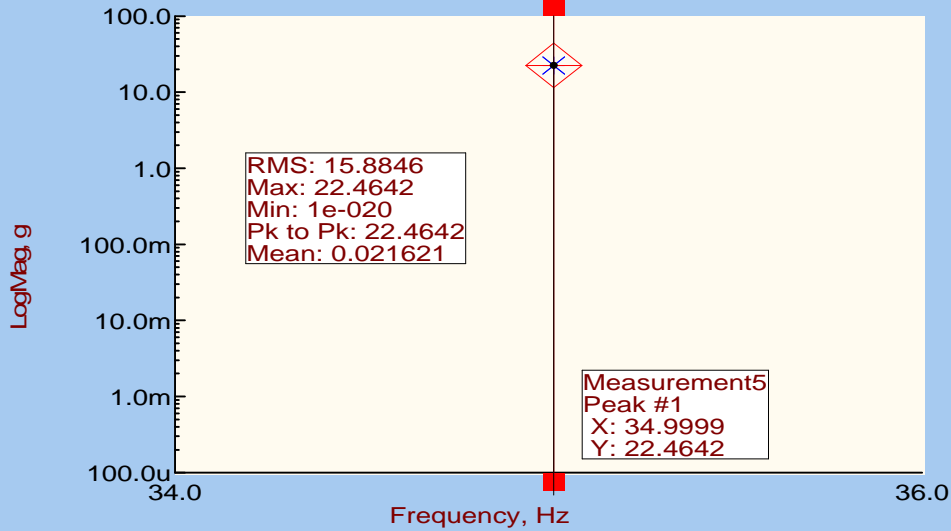 100.0
10.0
1.0
100.0m
10.0m
1.0m
100.0u
LogMag, g
RMS: 15.8846
Max: 22.4642
Min: 1e-020
Pk to Pk: 22.4642
Mean: 0.021621
Measurement5
Peak #1
X: 34.9999
Y: 22.4642
34.0
36.0
Frequency, Hz